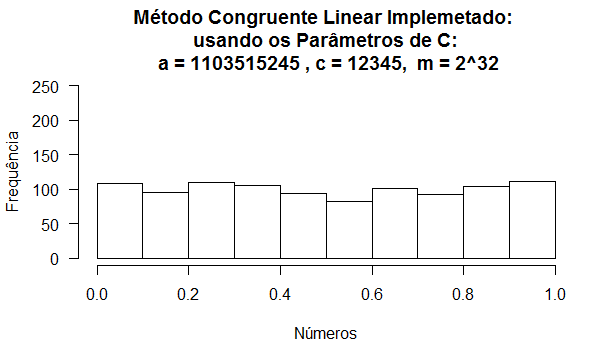 Método Congruente Linear Implemetado:
usando os Parâmetros de C:
a = 1103515245 , c = 12345,  m = 2^32
Frequência
250
200
150
100
50
0
0.0 0.2 0.4 0.6 0.8 1.0
Números